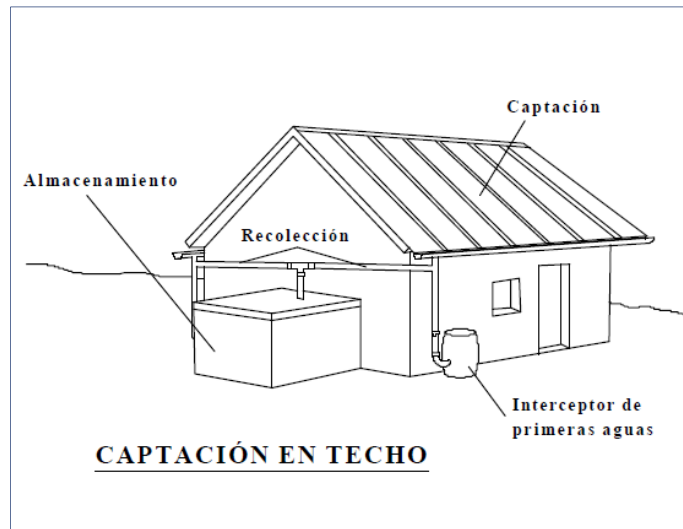 Captación
Almacenamiento
Recolección
Interceptor de
primeras aguas
CAPTACIÓN EN TECHO